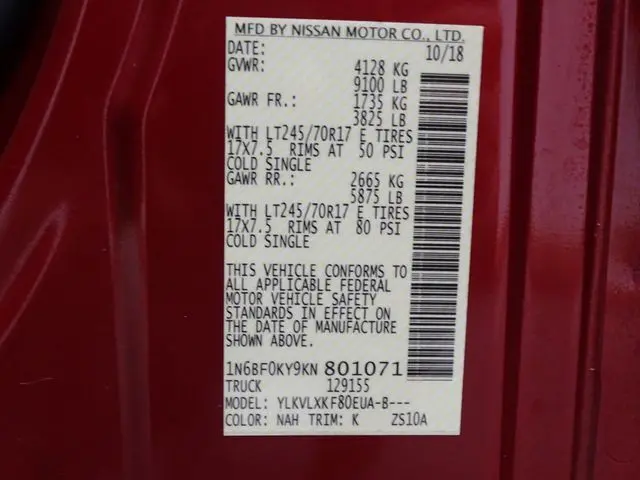 MFD BY NISSAN MOTOR CO., LTD.
DATE: 10/18
GVWR: 4128 KG
9100 LB
GAWR FR.: 1735 KG
3825 LB
WITH LT245/70R17 E TIRES
17X7.5 RIMS AT 50 PSI
COLD SINGLE
GAWR RR.: 2665 KG
5875 LB
WITH LT245/70R17 E TIRES
17X7.5 RIMS AT 80 PSI
COLD SINGLE
THIS VEHICLE CONFORMS TO
ALL APPLICABLE FEDERAL
MOTOR VEHICLE SAFETY
STANDARDS IN EFFECT ON
THE DATE OF MANUFACTURE
SHOWN ABOVE.
1N6BF0KY9KN 801071
TRUCK 129155
MODEL: YLKVLXKF80EUA-B---
COLOR: NAH TRIM: K ZS10A